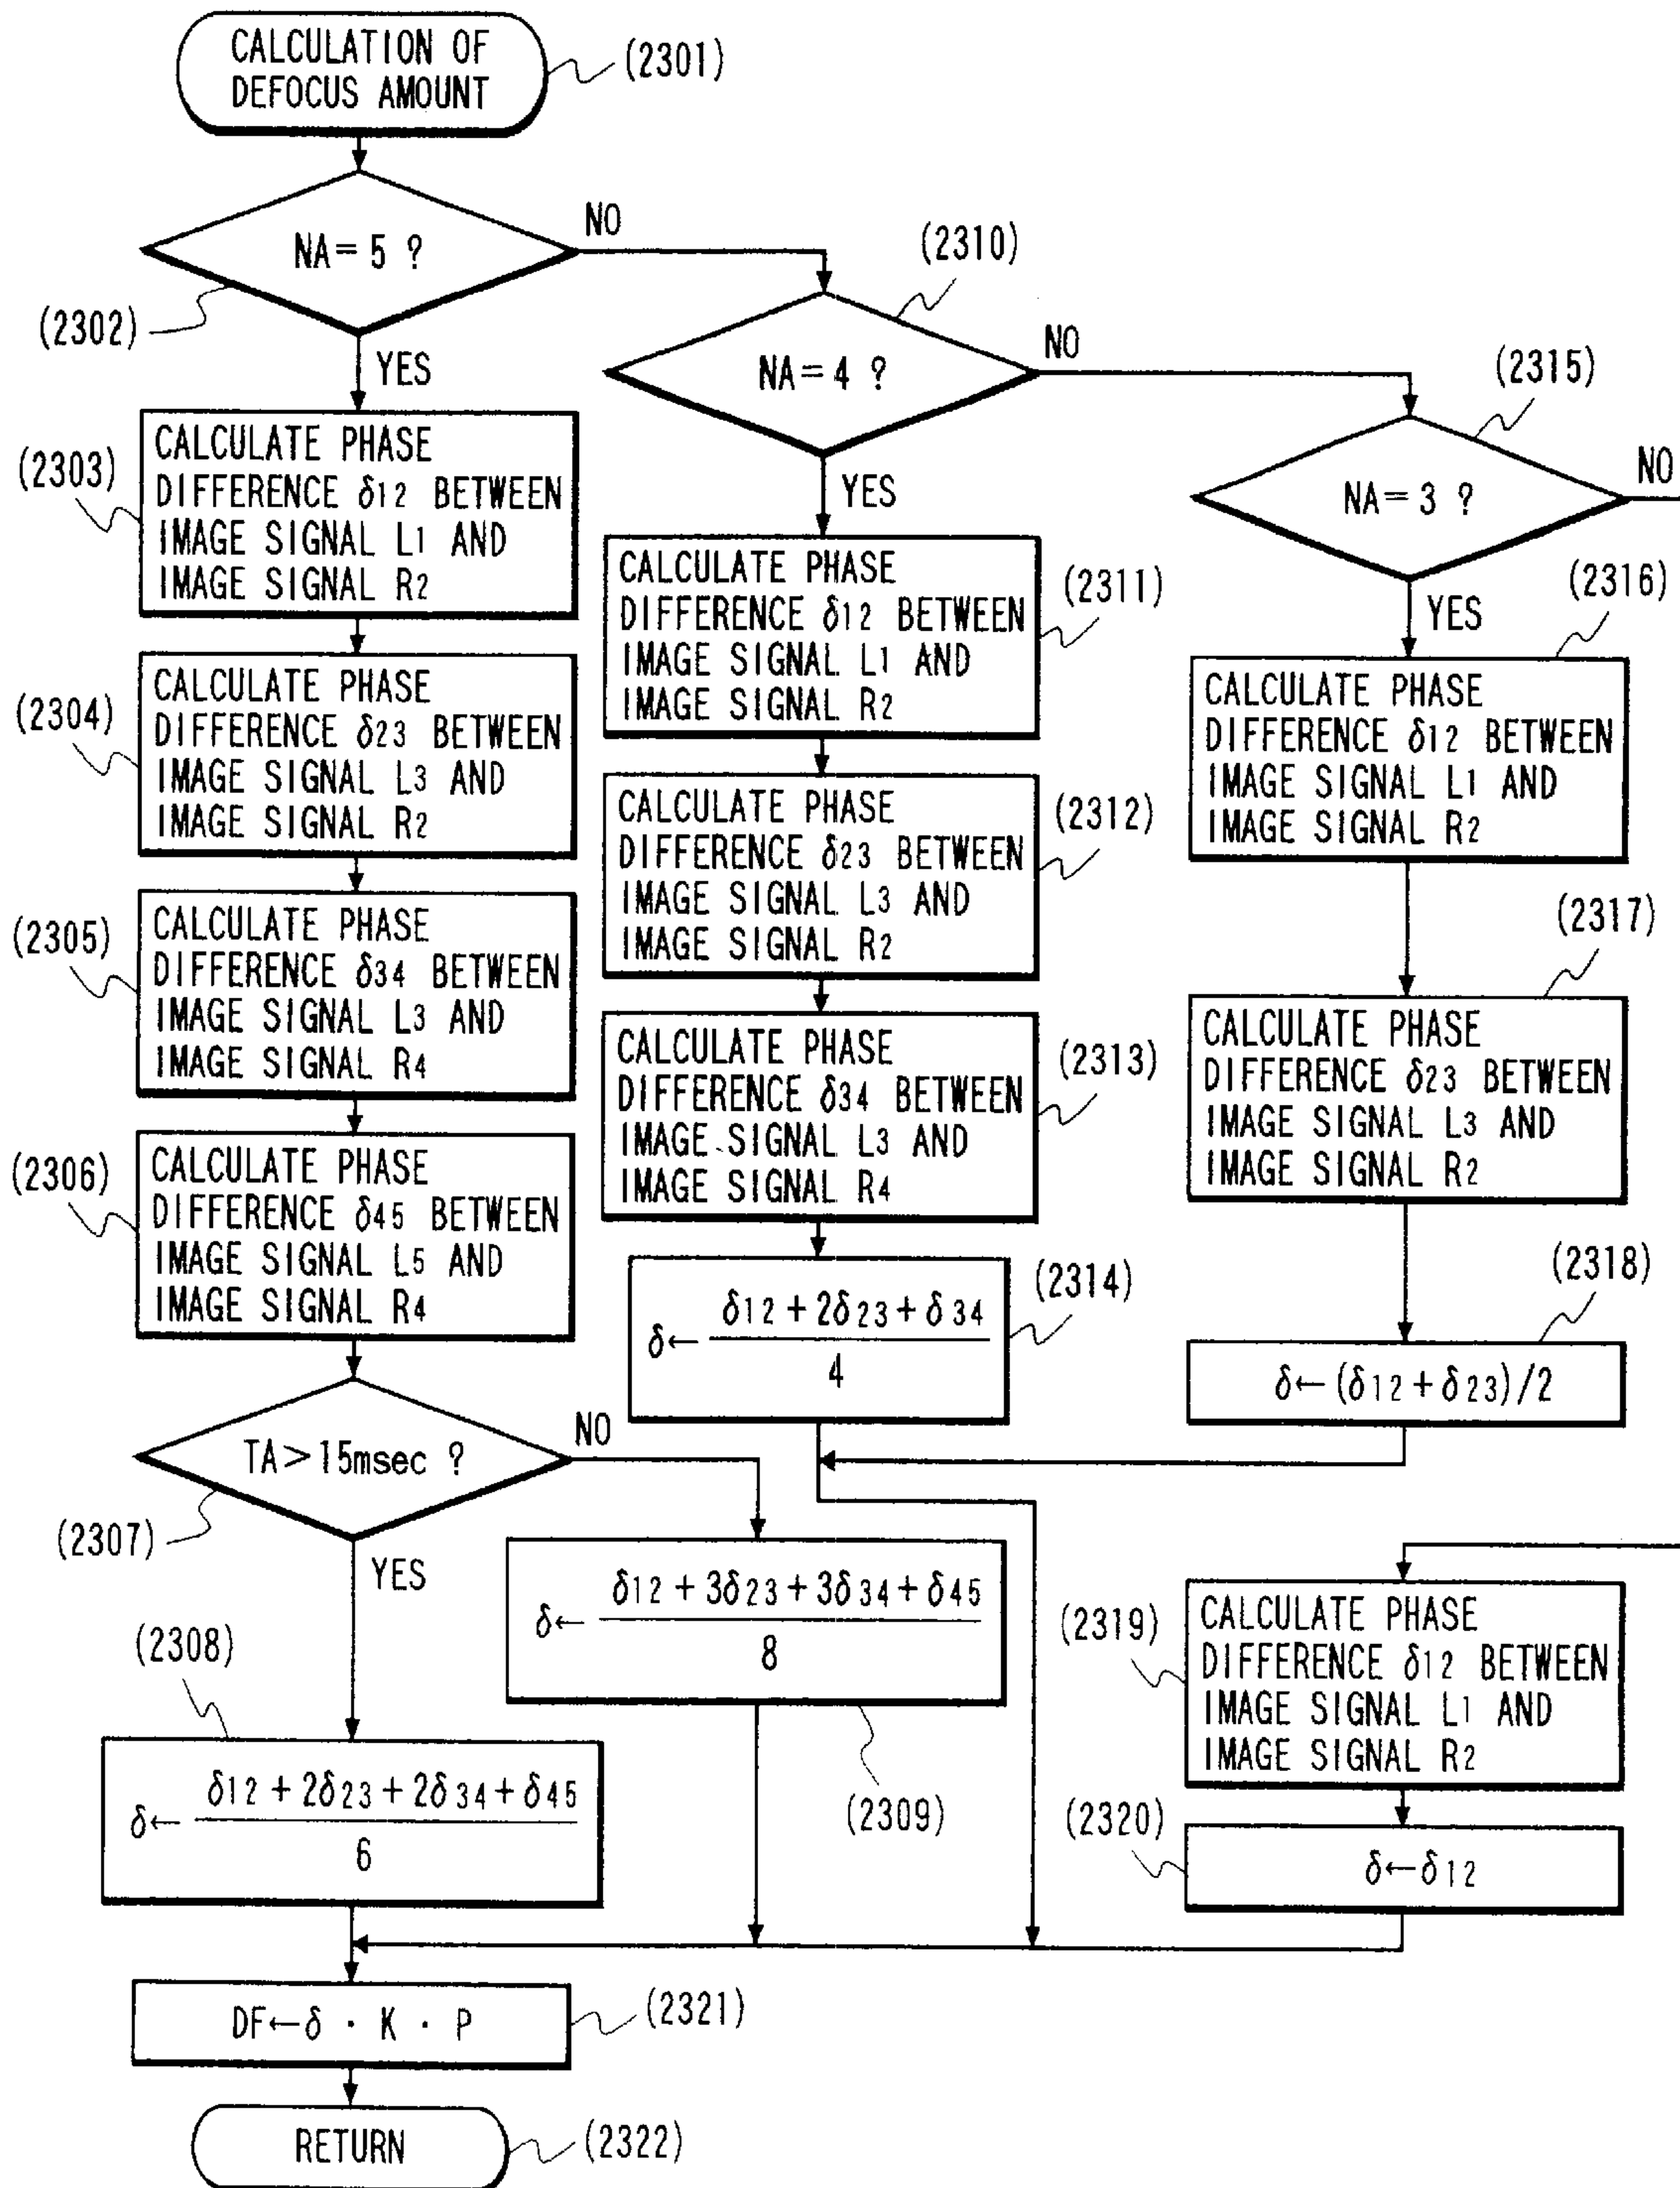 CALCULATION OF
DEFOCUS AMOUNT
(2301)
NA=5 ?
NO
(2302)
YES
(2303)
CALCULATE PHASE
DIFFERENCE δ12 BETWEEN
IMAGE SIGNAL L1 AND
IMAGE SIGNAL R2
(2304)
CALCULATE PHASE
DIFFERENCE δ23 BETWEEN
IMAGE SIGNAL L3 AND
IMAGE SIGNAL R2
(2305)
CALCULATE PHASE
DIFFERENCE δ34 BETWEEN
IMAGE SIGNAL L3 AND
IMAGE SIGNAL R4
(2306)
CALCULATE PHASE
DIFFERENCE δ45 BETWEEN
IMAGE SIGNAL L5 AND
IMAGE SIGNAL R4
TA>15msec ?
NO
(2307)
YES
(2308)
δ← δ12 + 2δ23 + 2δ34 + δ45
6
δ← δ12 + 3δ23 + 3δ34 + δ45
8
(2309)
(2310)
NA=4 ?
NO
YES
CALCULATE PHASE
DIFFERENCE δ12 BETWEEN
IMAGE SIGNAL L1 AND
IMAGE SIGNAL R2
(2311)
CALCULATE PHASE
DIFFERENCE δ23 BETWEEN
IMAGE SIGNAL L3 AND
IMAGE SIGNAL R2
(2312)
CALCULATE PHASE
DIFFERENCE δ34 BETWEEN
IMAGE SIGNAL L3 AND
IMAGE SIGNAL R4
(2313)
δ← δ12 + 2δ23 + δ34
4
(2314)
(2315)
NA=3 ?
NO
YES
(2316)
CALCULATE PHASE
DIFFERENCE δ12 BETWEEN
IMAGE SIGNAL L1 AND
IMAGE SIGNAL R2
(2317)
CALCULATE PHASE
DIFFERENCE δ23 BETWEEN
IMAGE SIGNAL L3 AND
IMAGE SIGNAL R2
(2318)
δ←(δ12 + δ23)/2
(2319)
CALCULATE PHASE
DIFFERENCE δ12 BETWEEN
IMAGE SIGNAL L1 AND
IMAGE SIGNAL R2
(2320)
δ←δ12
DF←δ · K · P
(2321)
RETURN
(2322)